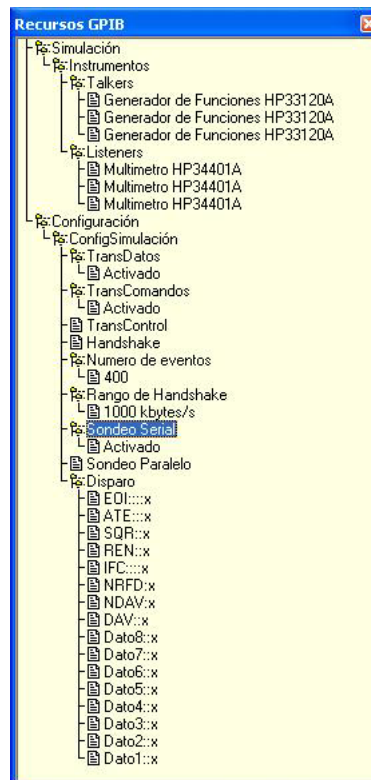 Recursos GPIB
Simulación
Instrumentos
Talkers
Generador de Funciones HP33120A
Generador de Funciones HP33120A
Generador de Funciones HP33120A
Listeners
Multimetro HP34401A
Multimetro HP34401A
Multimetro HP34401A
Configuración
ConfigSimulación
TransDatos
Activado
TransComandos
Activado
TransControl
Handshake
Numero de eventos
400
Rango de Handshake
1000 kbytes/s
Sondeo Serial
Activado
Sondeo Paralelo
Disparo
EOI::::x
ATE:::x
SQR::x
REN::x
IFC::::x
NRFD:x
NDAV:x
DAV::x
Dato8::x
Dato7::x
Dato6::x
Dato5::x
Dato4::x
Dato3::x
Dato2::x
Dato1::x